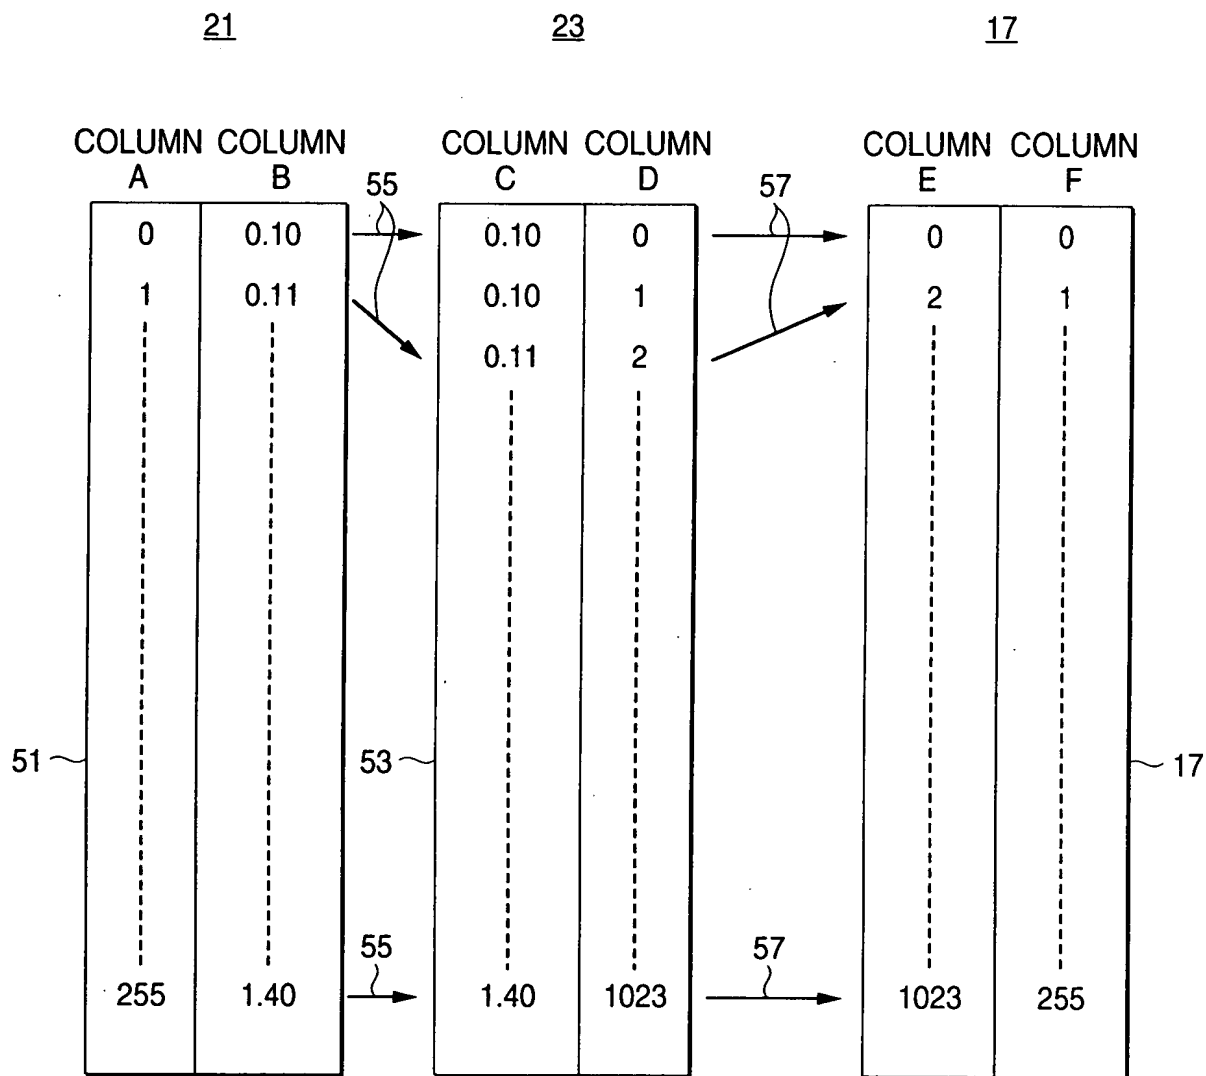 21 23 17
COLUMN COLUMN COLUMN COLUMN COLUMN COLUMN
A B 55 C D 57 E F
0 0.10 0.10 0 0 0
1 0.11 0.10 1 2 1
0.11 2
51 53 17
55 57
255 1.40 1.40 1023 1023 255